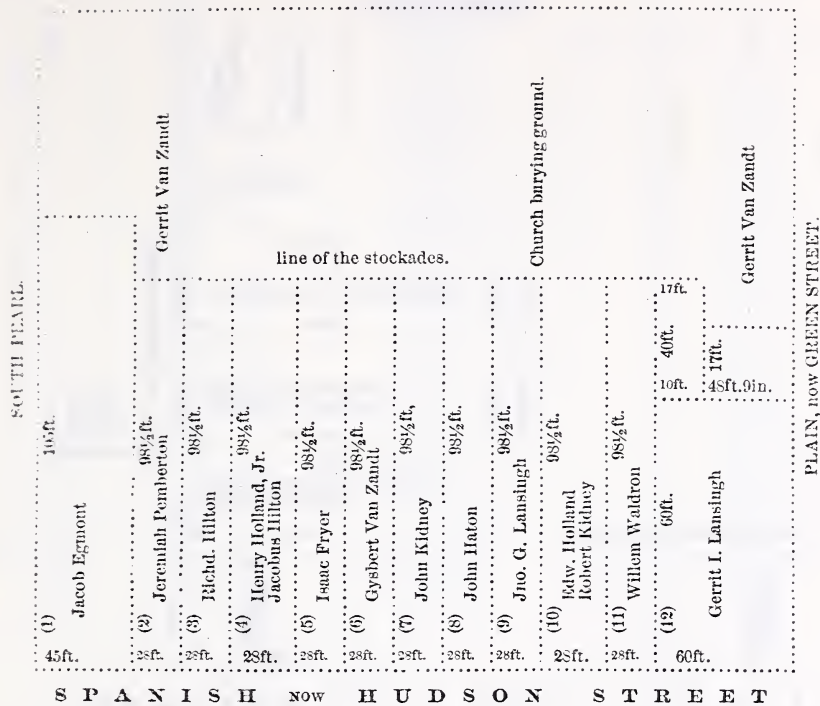 SOUTH PEARL.
Gerrit Van Zandt
line of the stockades.
Church burying ground.
Gerrit Van Zandt
PLAIN, now GREEN STREET.
17ft.
40ft.
10ft.
17ft.
48ft.9in.
(1)
Jacob Egmont
45ft.
(2)
Jeremiah Pemberton
98½ft.
28ft.
(3)
Richd. Hilton
98½ft.
28ft.
(4)
Henry Holland, Jr.
Jacobus Hilton
98½ft.
28ft.
(5)
Isaac Fryer
98½ft.
28ft.
(6)
Gysbert Van Zandt
98½ft.
28ft.
(7)
John Kidney
98½ft,
28ft.
(8)
John Haton
98½ft.
28ft.
(9)
Jno. G. Lansingh
98½ft.
28ft.
(10)
Edw. Holland
Robert Kidney
98½ft.
28ft.
(11)
Willem Waldron
98½ft.
28ft.
(12)
60ft.
Gerrit I. Lansingh
60ft.
SPANISH NOW HUDSON STREET